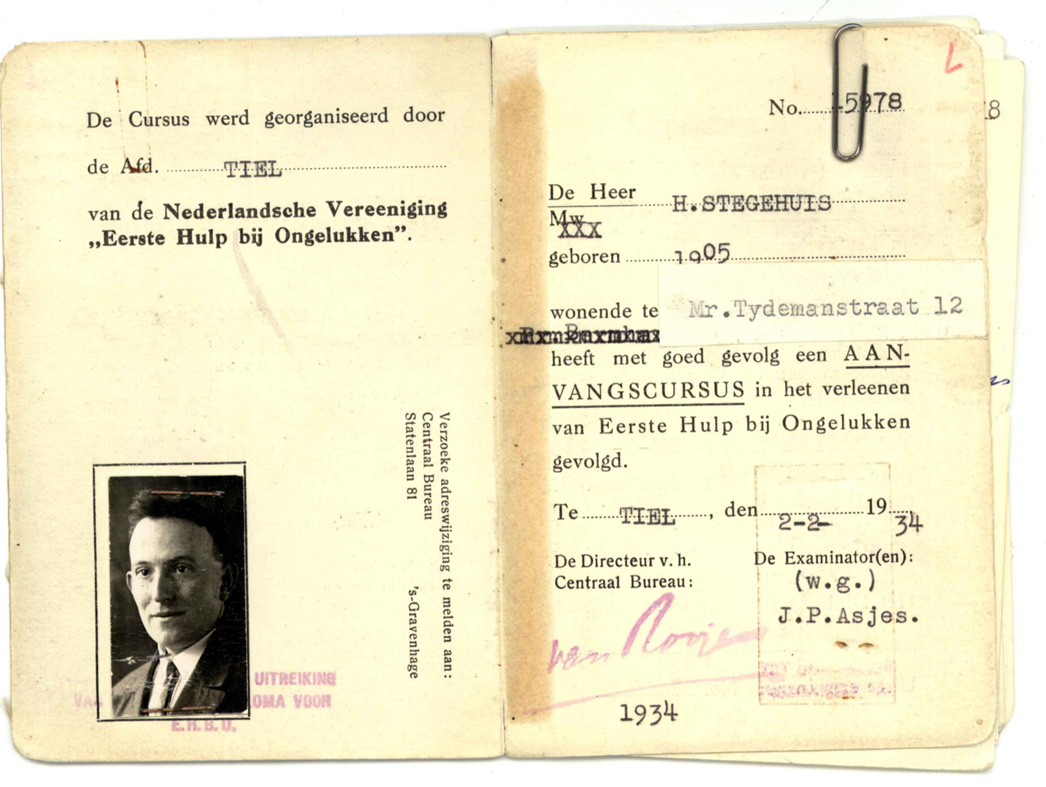 De Cursus werd georganiseerd door
de Afd. TIEL
van de Nederlandsche Vereeniging
„Eerste Hulp bij Ongelukken”.
Verzoeke adreswijziging te melden aan:
Centraal Bureau 's-Gravenhage
Statenlaan 81
UITREIKING
VAN OMA VOOR
E.H.B.O.
No. 15978
8
De Heer H.STEGEHUIS
Mw.
XXX
geboren 1905
wonende te Mr.Tydemanstraat 12
heeft met goed gevolg een AAN-
VANGSCURSUS in het verleenen
van Eerste Hulp bij Ongelukken
gevolgd.
Te TIEL, den 2-2- 1934
De Directeur v. h.
Centraal Bureau:
De Examinator(en):
(w.g.)
J.P.Asjes.
van Rooijen
1934